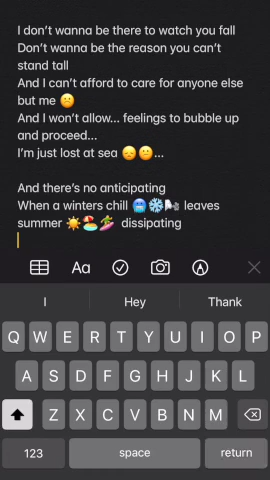 I don't wanna be there to watch you fall
Don't wanna be the reason you can't
stand tall
And I can't afford to care for anyone else
but me 😕
And I won't allow... feelings to bubble up
and proceed...
I'm just lost at sea 😞😕...
And there's no anticipating
When a winters chill 🥶❄️🌬️ leaves
summer ☀️🏖️🏄 dissipating
Aa
I Hey Thank
Q W E R T Y U I O P
A S D F G H J K L
Z X C V B N M
123 space return